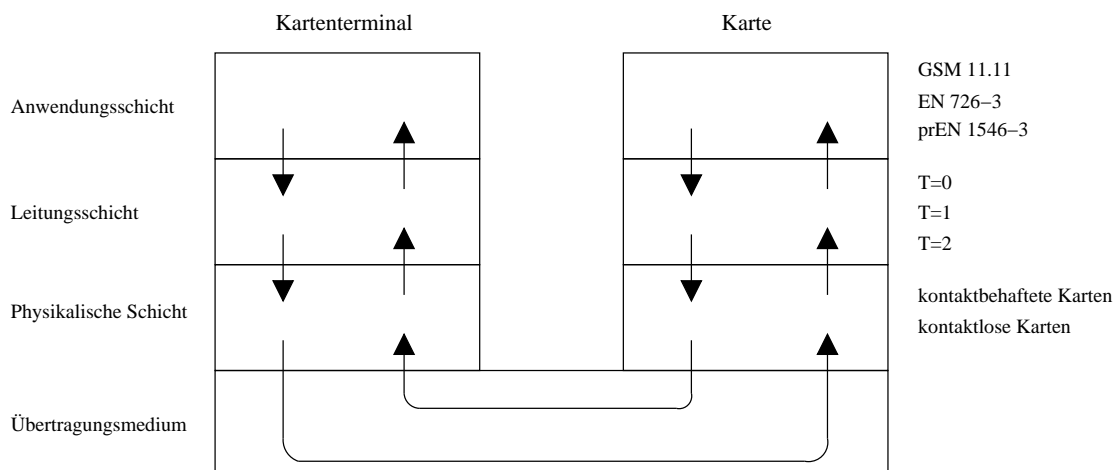 Kartenterminal
Karte
Anwendungsschicht
GSM 11.11
EN 726−3
prEN 1546−3
Leitungsschicht
T=0
T=1
T=2
Physikalische Schicht
kontaktbehaftete Karten
kontaktlose Karten
Übertragungsmedium